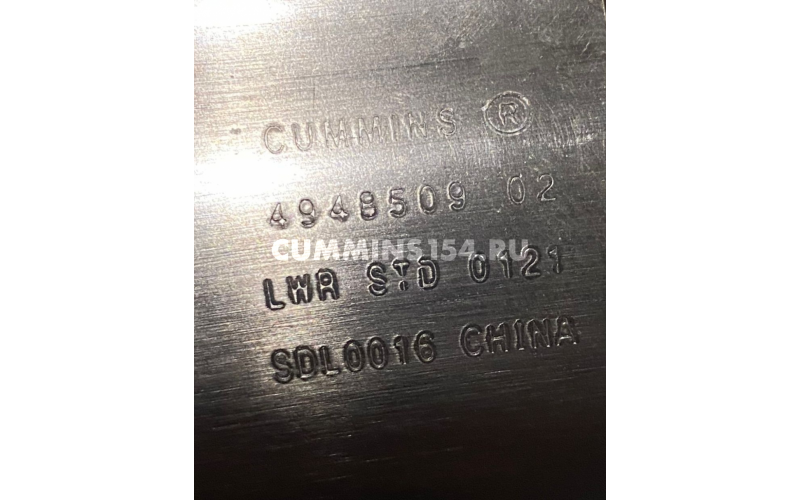 CUMMINS ®
4948509 02
CUMMINS154.RU
LWR STD 0121
SDL0016 CHINA